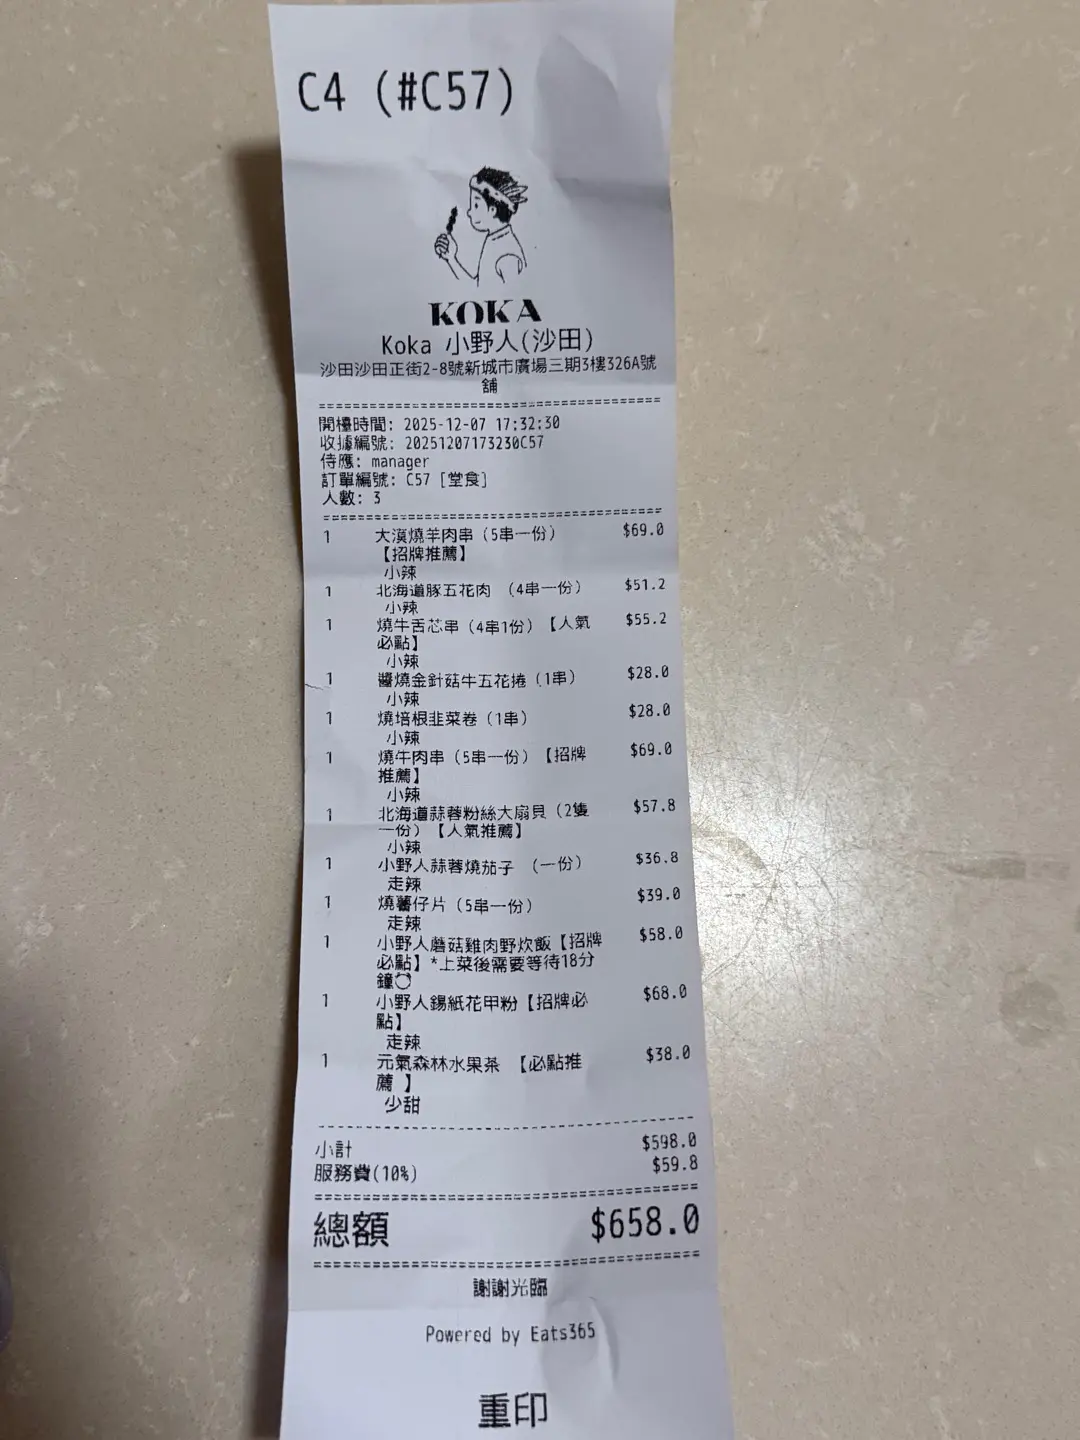 C4 (#C57)
KOKA
Koka 小野人(沙田)
沙田沙田正街2-8號新城市廣場三期3樓326A號
舖
開檯時間: 2025-12-07 17:32:30
收據編號: 20251207173230C57
侍應: manager
訂單編號: C57 [堂食]
人數: 3
1 大漠燒羊肉串 (5串一份) $69.0
【招牌推薦】
小辣
1 北海道豚五花肉 (4串一份) $51.2
小辣
1 燒牛舌芯串 (4串1份) 【人氣 $55.2
必點】
小辣
1 醬燒金針菇牛五花捲 (1串) $28.0
小辣
1 燒培根韭菜卷 (1串) $28.0
小辣
1 燒牛肉串 (5串一份) 【招牌 $69.0
推薦】
小辣
1 北海道蒜蓉粉絲大扇貝 (2隻 $57.8
一份) 【人氣推薦】
小辣
1 小野人蒜蓉燒茄子 (一份) $36.8
走辣
1 燒薯仔片 (5串一份) $39.0
走辣
1 小野人蘑菇雞肉野炊飯【招牌 $58.0
必點】*上菜後需要等待18分
鐘⏰
1 小野人錫紙花甲粉【招牌必 $68.0
點】
走辣
1 元氣森林水果茶 【必點推 $38.0
薦 】
少甜
小計 $598.0
服務費(10%) $59.8
總額 $658.0
謝謝光臨
Powered by Eats365
重印